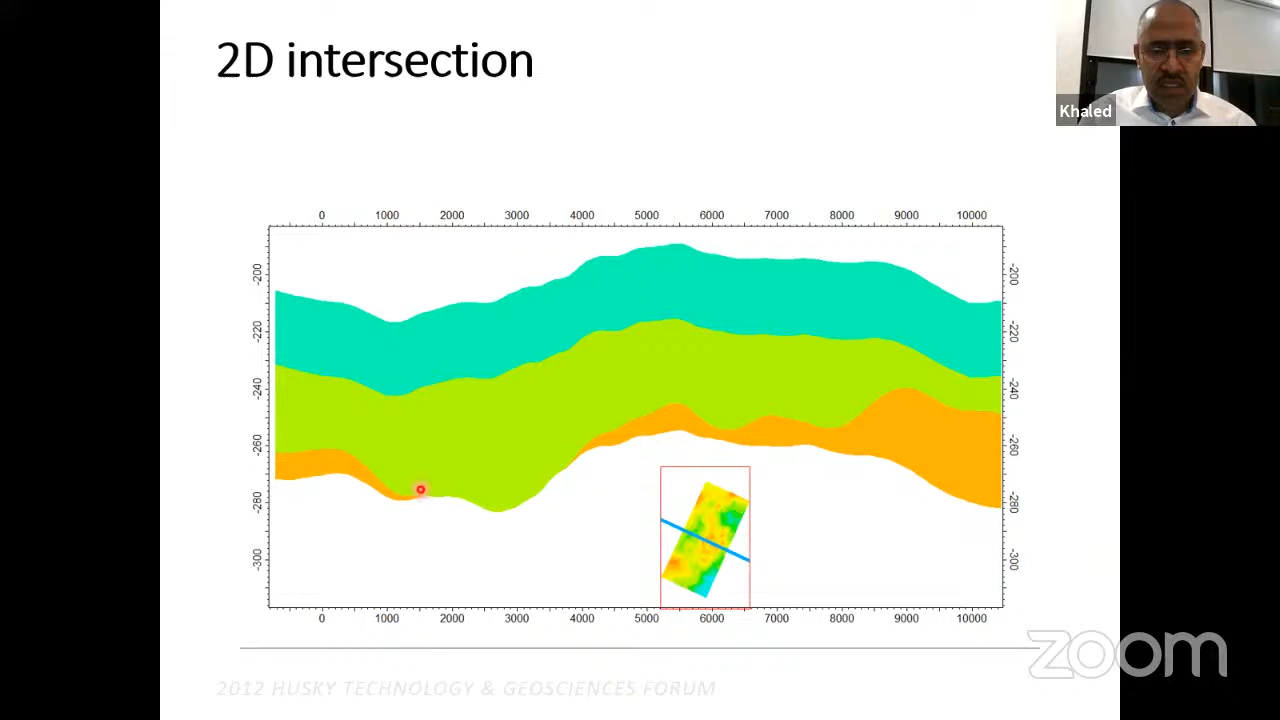 2D intersection
Khaled
0 1000 2000 3000 4000 5000 6000 7000 8000 9000 10000
-200 -220 -240 -260 -280 -300
-200 -220 -240 -260 -280 -300
0 1000 2000 3000 4000 5000 6000 7000 8000 9000 10000
zoom
2012 HUSKY TECHNOLOGY & GEOSCIENCES FORUM